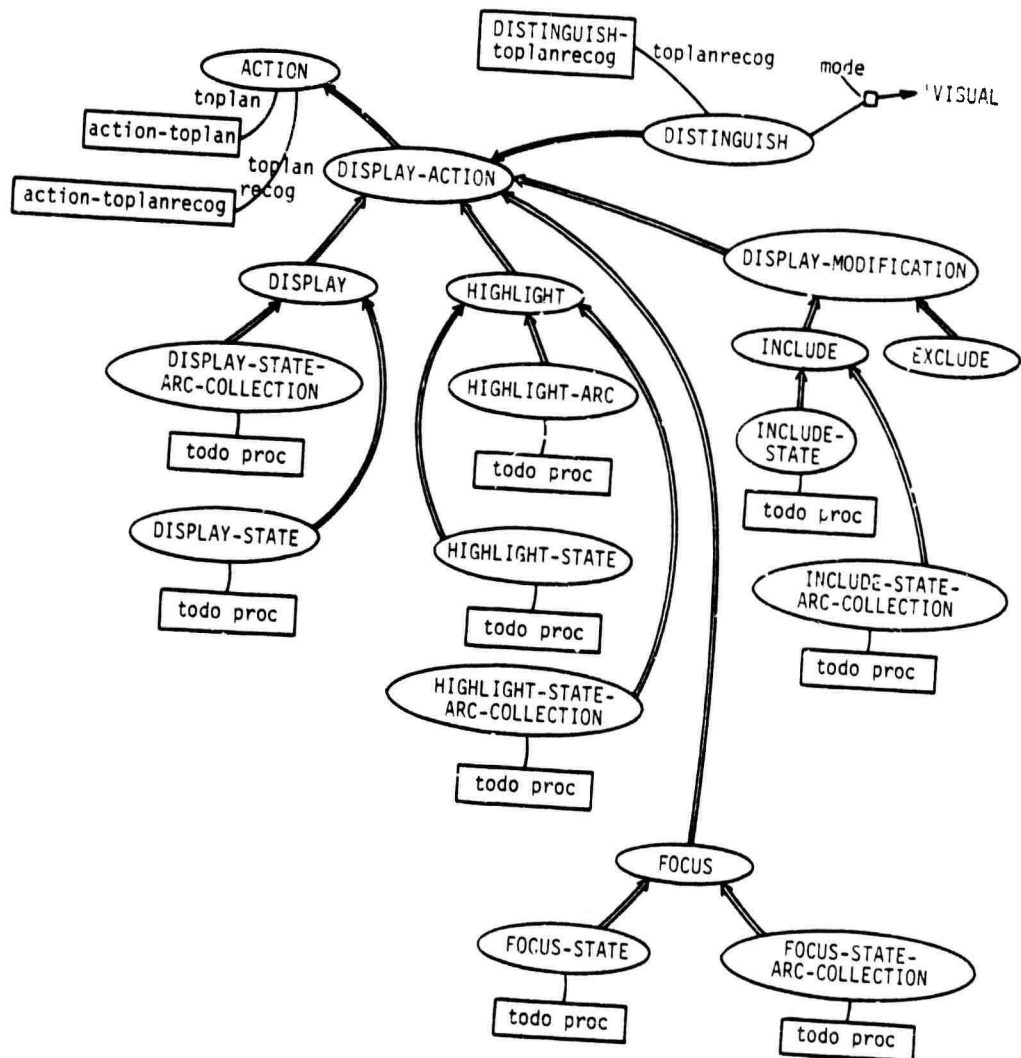 DISTINGUISH-
toplanrecog
toplanrecog
mode
'VISUAL
ACTION
toplan
action-toplan
DISTINGUISH
toplan
recog
DISPLAY-ACTION
action-toplanrecog
DISPLAY-MODIFICATION
DISPLAY
HIGHLIGHT
INCLUDE
EXCLUDE
DISPLAY-STATE-
ARC-COLLECTION
HIGHLIGHT-ARC
todo proc
todo proc
INCLUDE-
STATE
todo proc
DISPLAY-STATE
HIGHLIGHT-STATE
INCLUDE-STATE-
ARC-COLLECTION
todo proc
todo proc
todo proc
HIGHLIGHT-STATE-
ARC-COLLECTION
todo proc
FOCUS
FOCUS-STATE
FOCUS-STATE-
ARC-COLLECTION
todo proc
todo proc